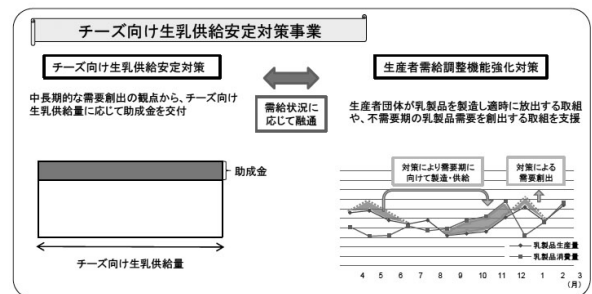 チーズ向け生乳供給安定対策事業
チーズ向け生乳供給安定対策
中長期的な需要創出の観点から、チーズ向け
生乳供給量に応じて助成金を交付
需給状況に
応じて融通
生産者需給調整機能強化対策
生産者団体が乳製品を製造し適時に放出する取組
や、不需要期の乳製品需要を創出する取組を支援
助成金
チーズ向け生乳供給量
対策により需要期に
向けて製造・供給
対策による
需要創出
乳製品生産量
乳製品消費量
4 5 6 7 8 9 10 11 12 1 2 3
(月)